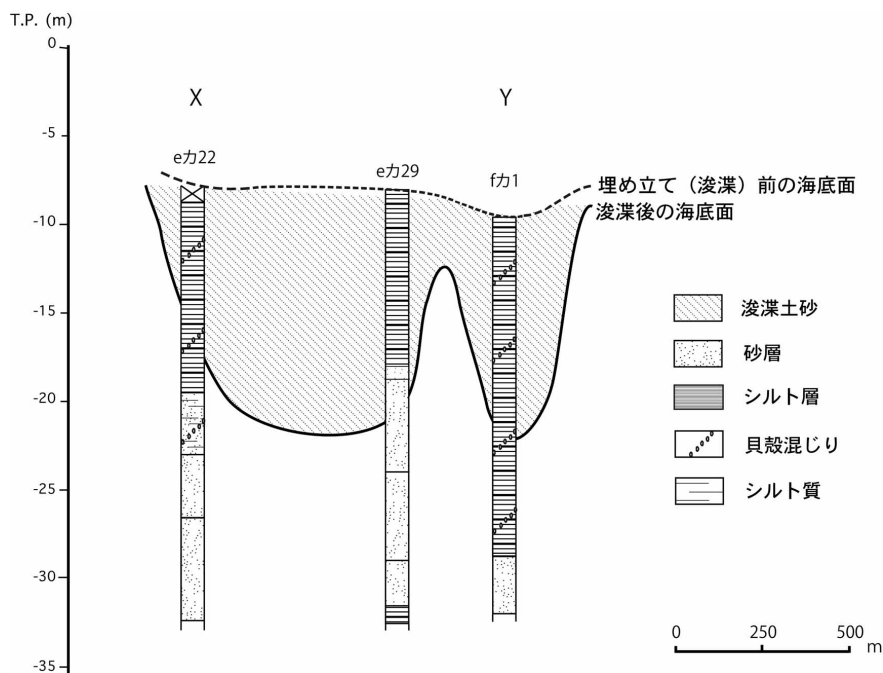 T.P. (m)
0
-5
-10
-15
-20
-25
-30
-35
X
Y
eカ22
eカ29
fカ1
埋め立て（浚渫）前の海底面
浚渫後の海底面
浚渫土砂
砂層
シルト層
貝殻混じり
シルト質
0 250 500
m